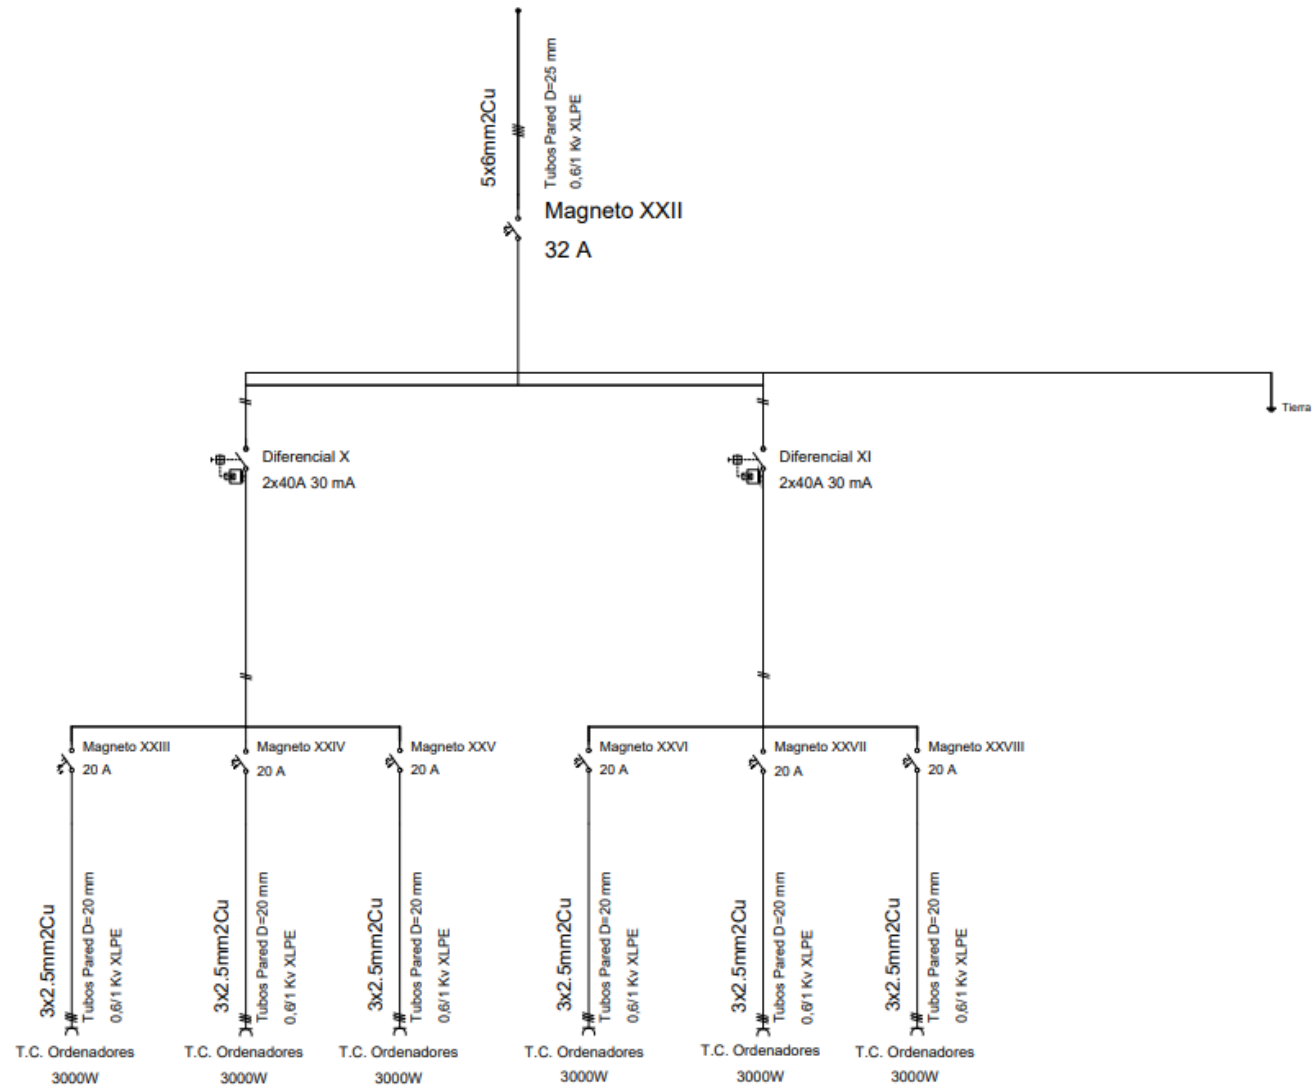 5x6mm2Cu
Tubos Pared D=25 mm
0,6/1 Kv XLPE
Magneto XXII
32 A
Tierra
Diferencial X
2x40A 30 mA
Diferencial XI
2x40A 30 mA
Magneto XXIII
20 A
Magneto XXIV
20 A
Magneto XXV
20 A
Magneto XXVI
20 A
Magneto XXVII
20 A
Magneto XXVIII
20 A
3x2.5mm2Cu
Tubos Pared D=20 mm
0,6/1 Kv XLPE
3x2.5mm2Cu
Tubos Pared D=20 mm
0,6/1 Kv XLPE
3x2.5mm2Cu
Tubos Pared D=20 mm
0,6/1 Kv XLPE
3x2.5mm2Cu
Tubos Pared D=20 mm
0,6/1 Kv XLPE
3x2.5mm2Cu
Tubos Pared D=20 mm
0,6/1 Kv XLPE
3x2.5mm2Cu
Tubos Pared D=20 mm
0,6/1 Kv XLPE
T.C. Ordenadores
3000W
T.C. Ordenadores
3000W
T.C. Ordenadores
3000W
T.C. Ordenadores
3000W
T.C. Ordenadores
3000W
T.C. Ordenadores
3000W